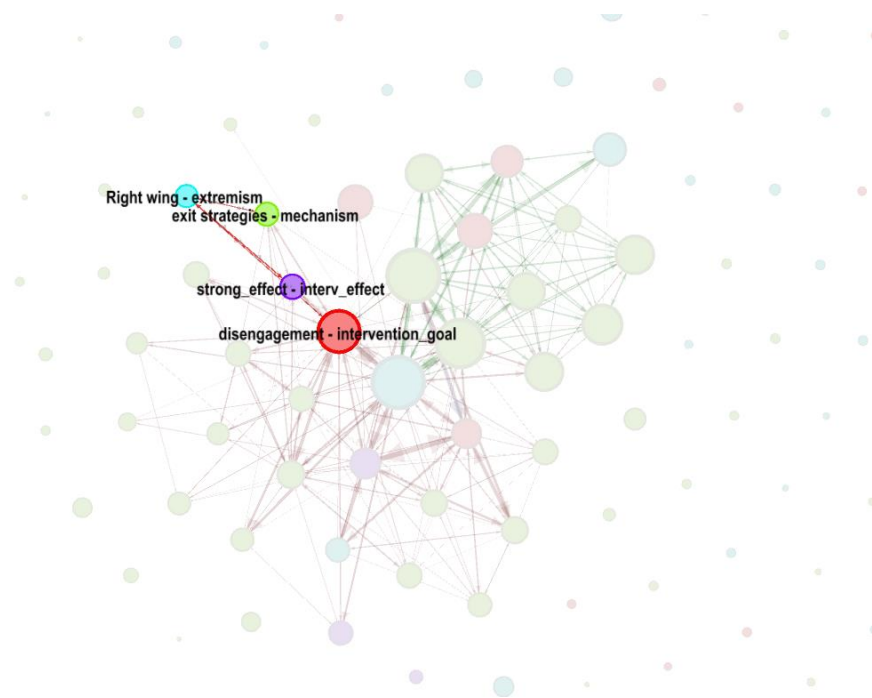 Right wing - extremism
exit strategies - mechanism
strong_effect - interv_effect
disengagement - intervention_goal